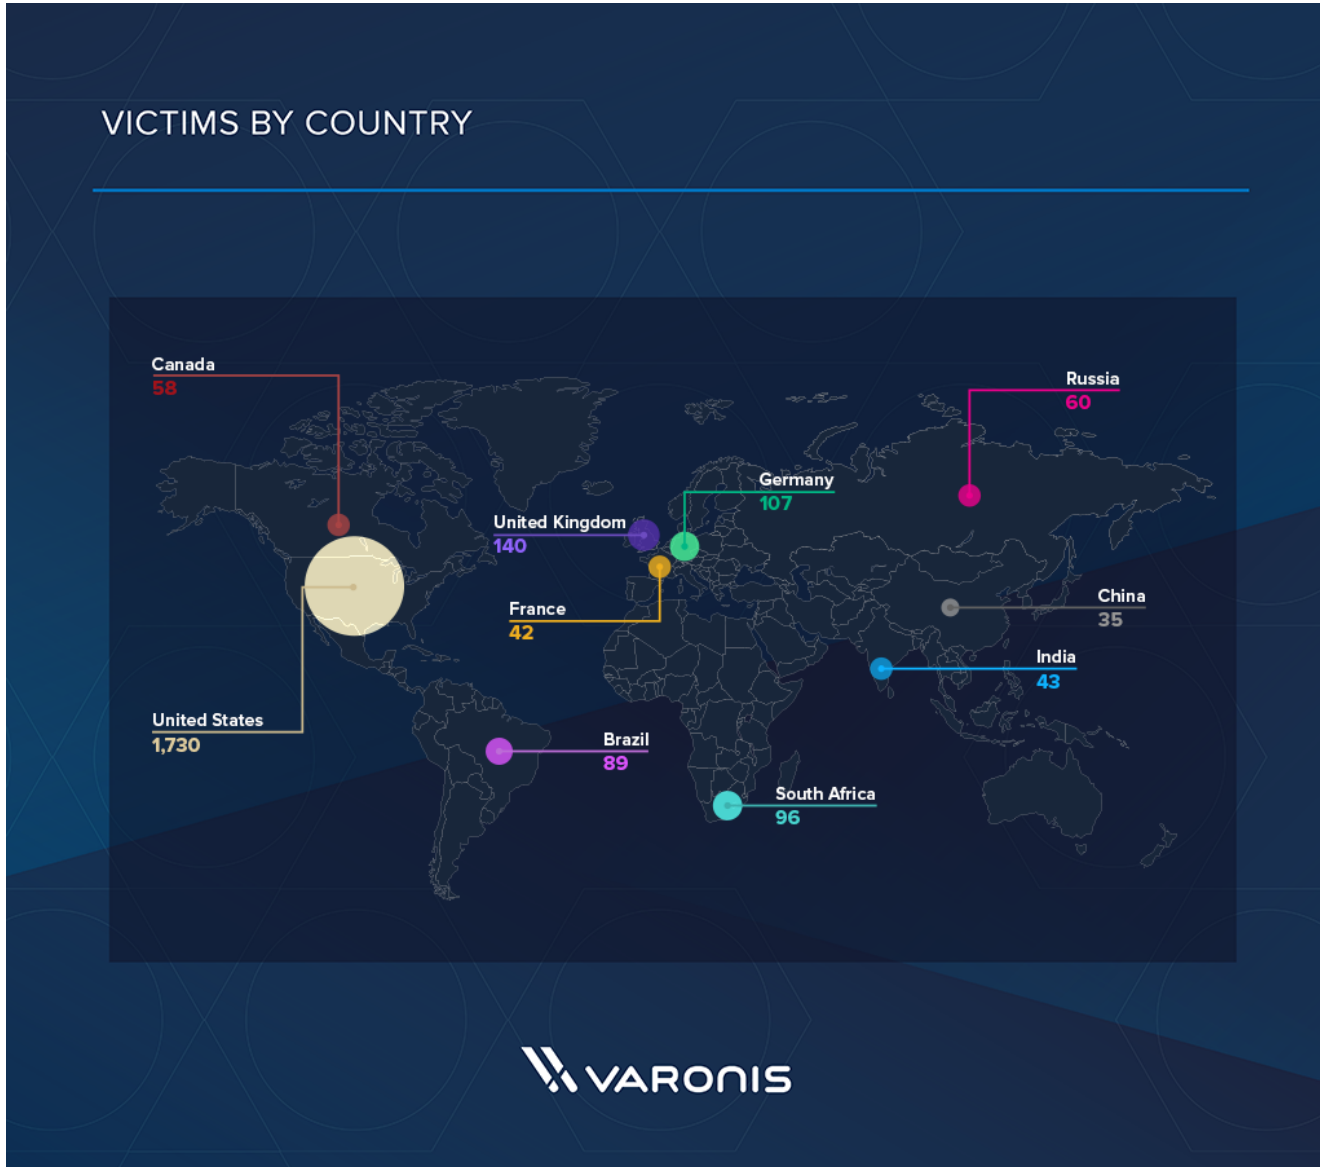 VICTIMS BY COUNTRY
Canada
58
Russia
60
Germany
107
United Kingdom
140
China
35
France
42
India
43
United States
1,730
Brazil
89
South Africa
96
VARONIS